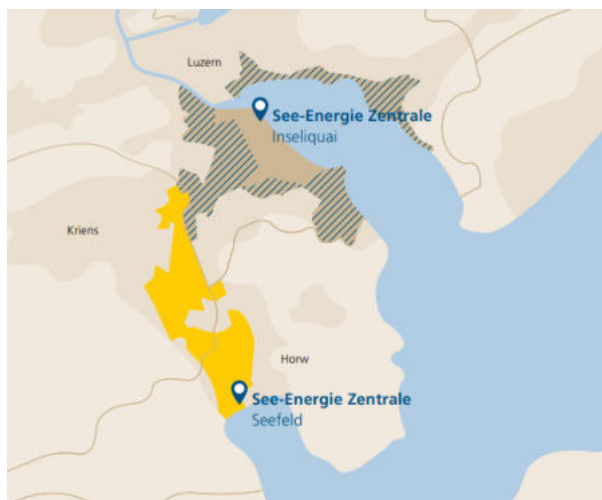 Luzern
See-Energie Zentrale
Inseliquai
Kriens
Horw
See-Energie Zentrale
Seefeld